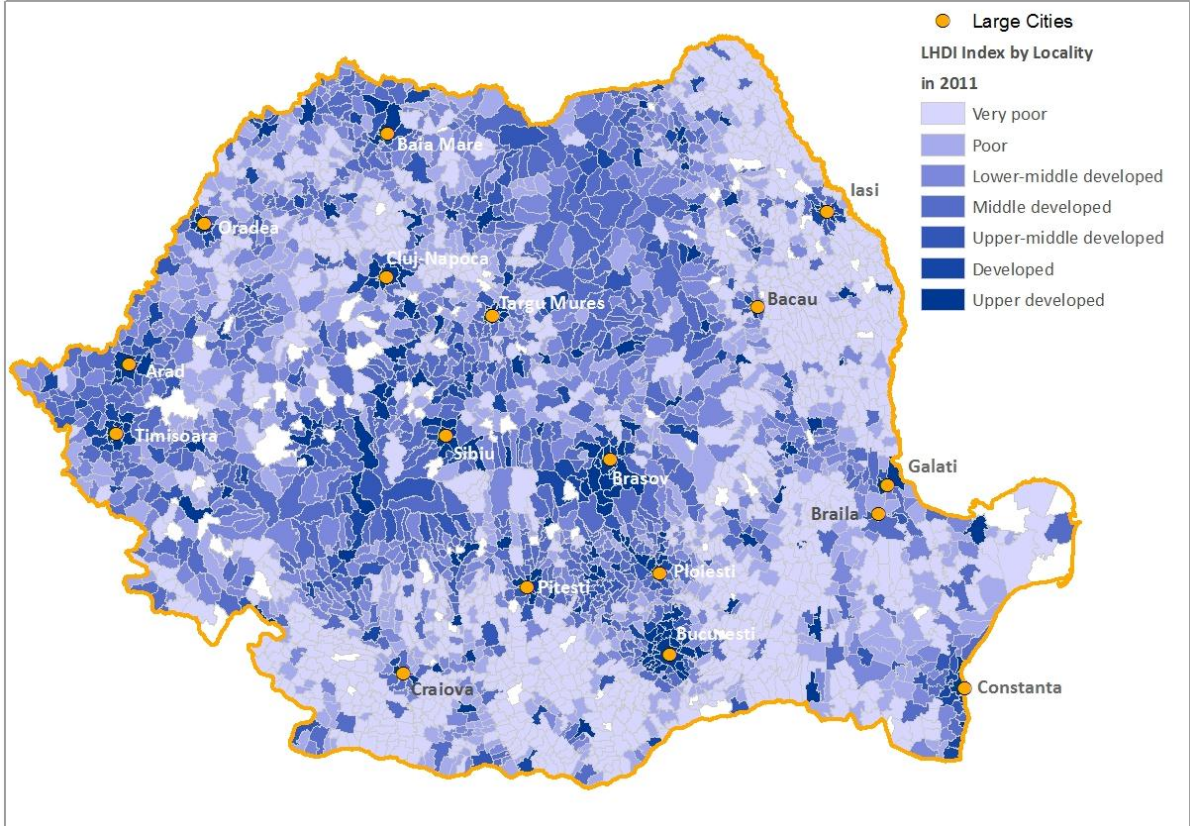 Large Cities
LHDI Index by Locality
in 2011
Very poor
Poor
Lower-middle developed
Middle developed
Upper-middle developed
Developed
Upper developed
Baia Mare
Iasi
Oradea
Cluj-Napoca
Targu Mures
Bacau
Arad
Timisoara
Sibiu
Brasov
Galati
Braila
Ploiesti
Pitesti
Bucuresti
Craiova
Constanta